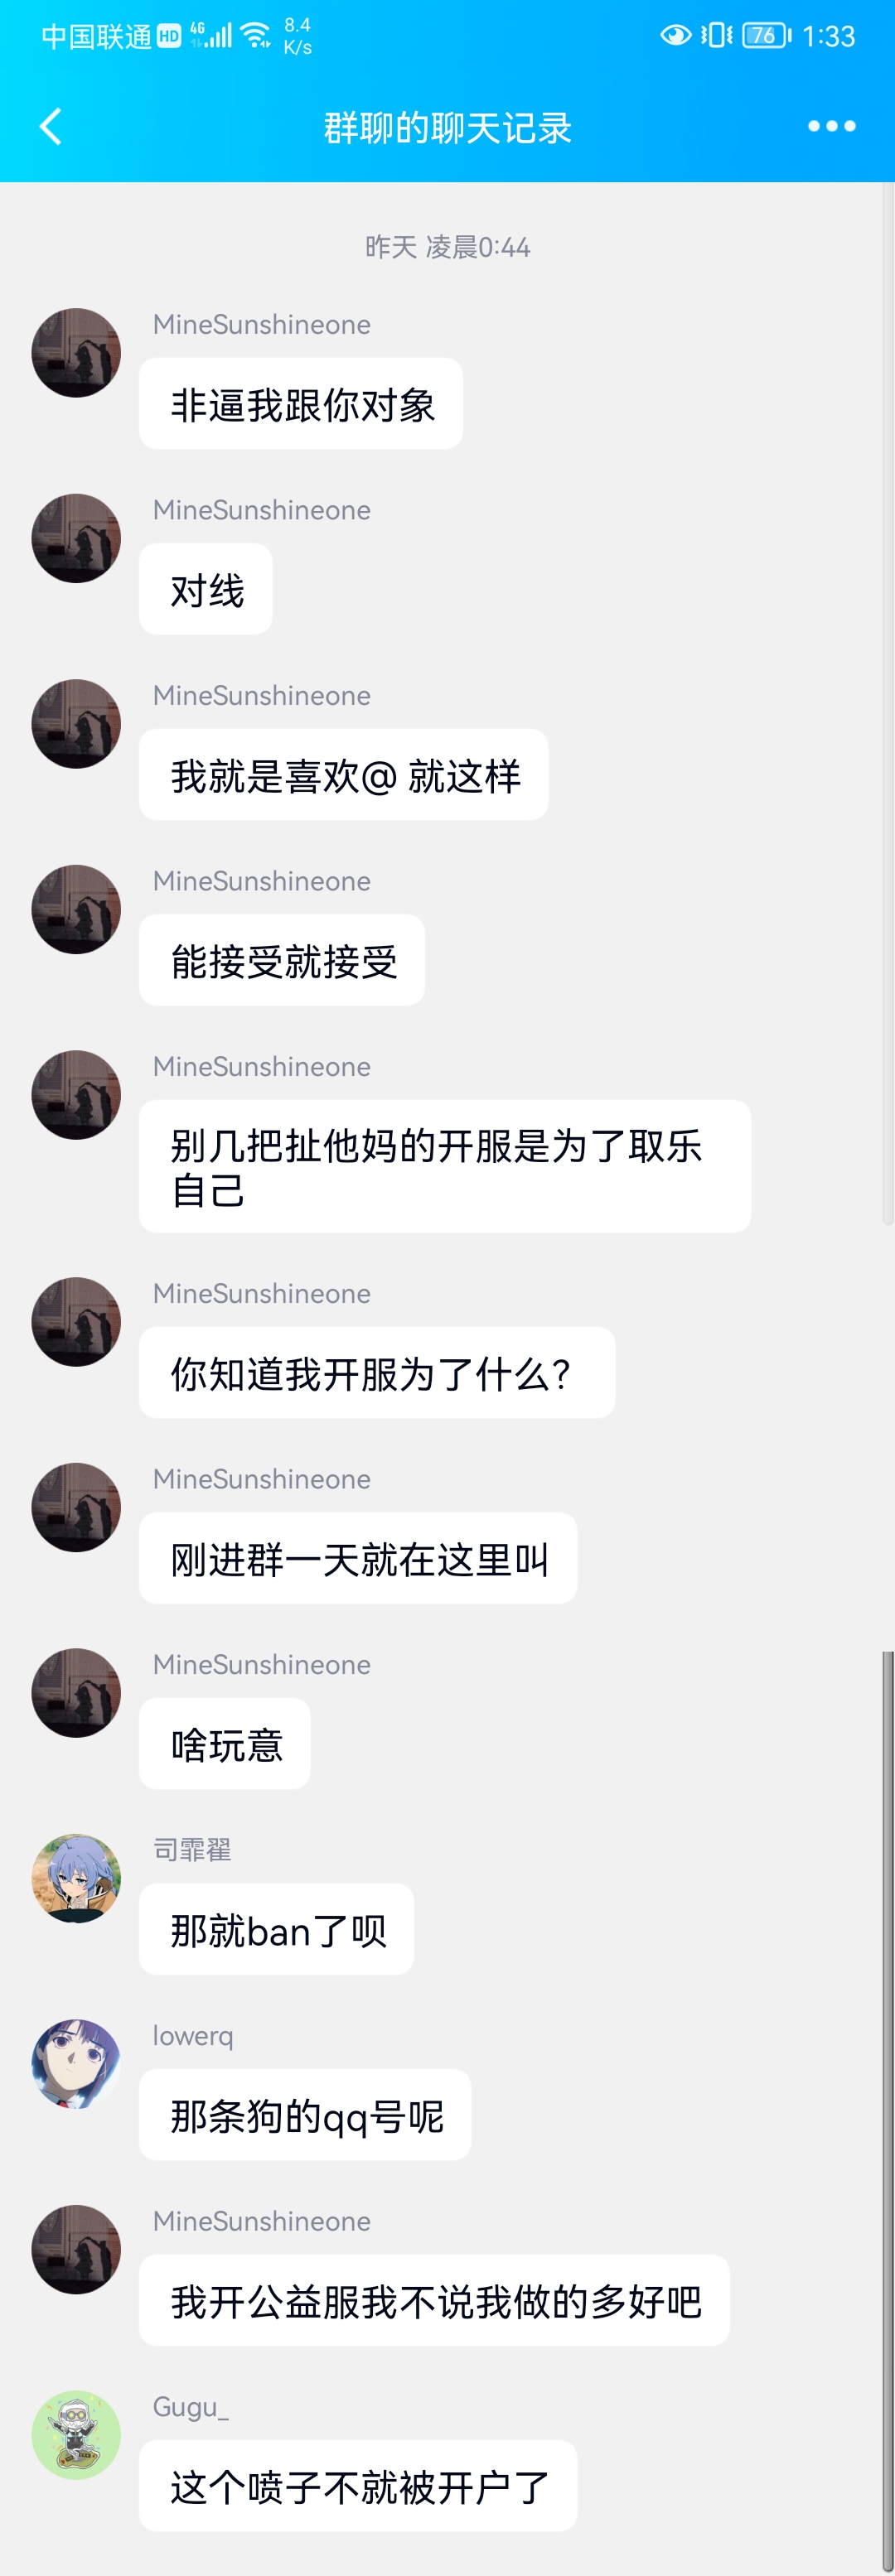 中国联通 HD 4G 8.4 K/s 76 1:33
群聊的聊天记录
昨天 凌晨0:44
MineSunshineone
非逼我跟你对象
MineSunshineone
对线
MineSunshineone
我就是喜欢@ 就这样
MineSunshineone
能接受就接受
MineSunshineone
别几把扯他妈的开服是为了取乐
自己
MineSunshineone
你知道我开服为了什么？
MineSunshineone
刚进群一天就在这里叫
MineSunshineone
啥玩意
司霏翟
那就ban了呗
lowerq
那条狗的qq号呢
MineSunshineone
我开公益服我不说我做的多好吧
Gugu_
这个喷子不就被开户了